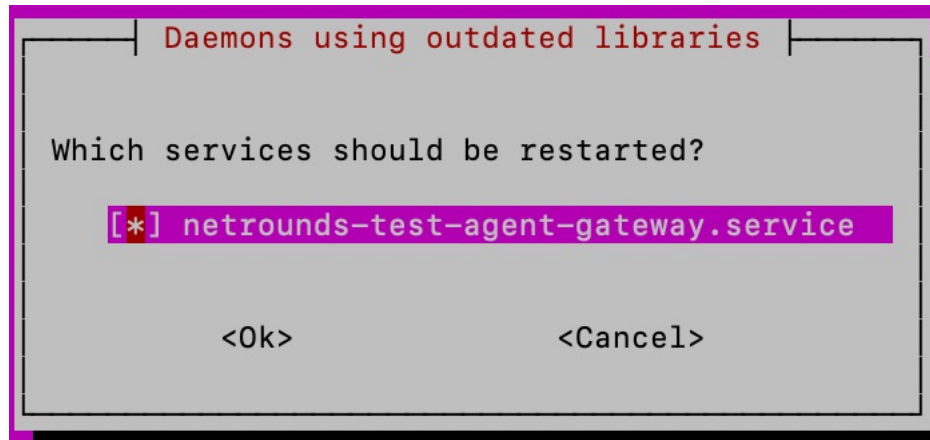 Daemons using outdated libraries
Which services should be restarted?
[*] netrounds-test-agent-gateway.service
<Ok> <Cancel>